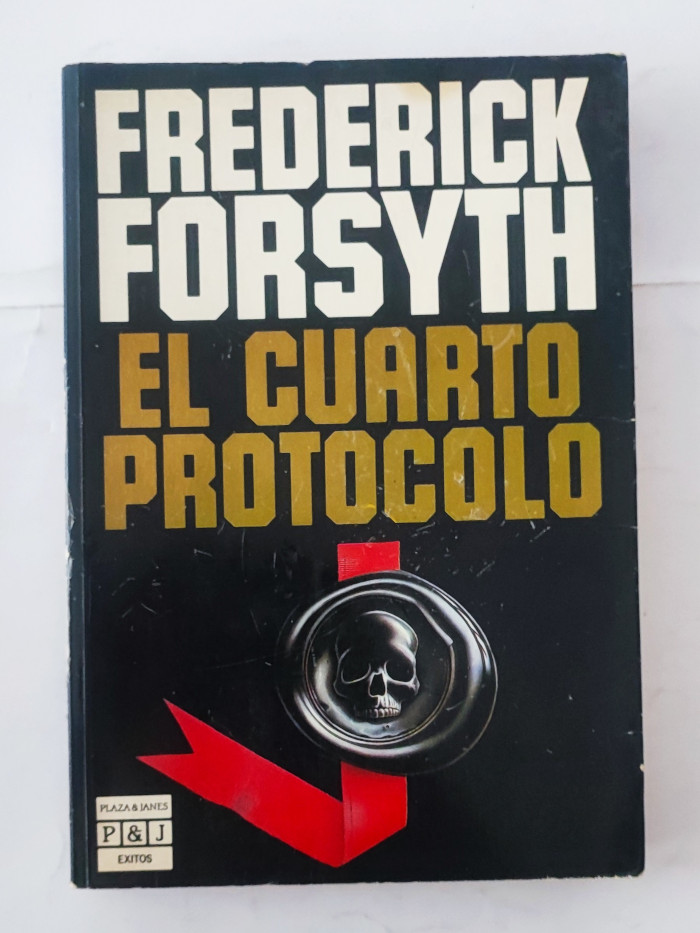 FREDERICK
FORSYTH
EL CUARTO
PROTOCOLO
PLAZA & JANES
P & J
EXITOS